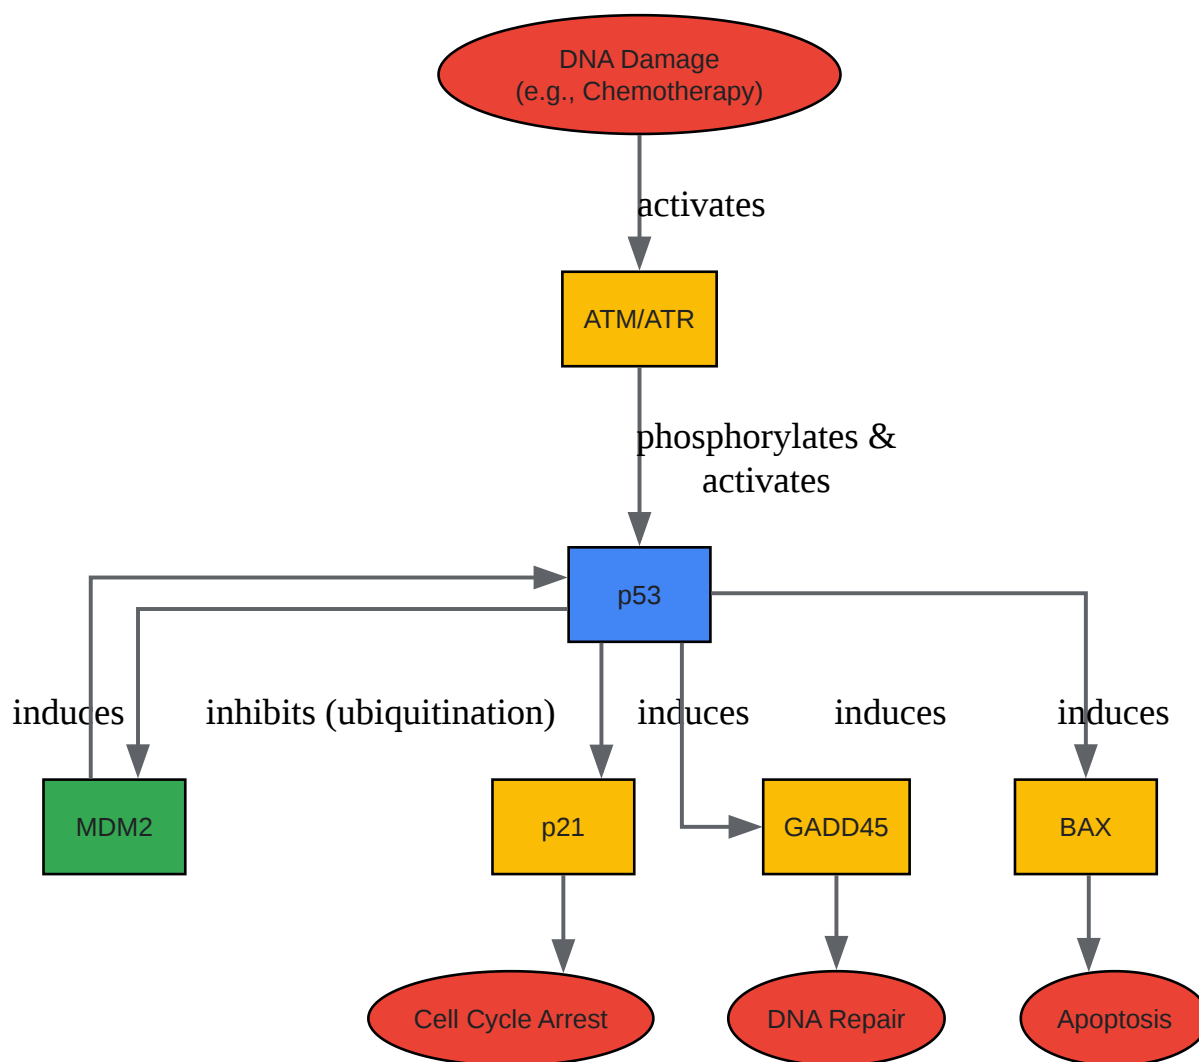 DNA Damage
(e.g., Chemotherapy)
activates
ATM/ATR
phosphorylates &
activates
p53
induces
inhibits (ubiquitination)
induces
induces
induces
MDM2
p21
GADD45
BAX
Cell Cycle Arrest
DNA Repair
Apoptosis